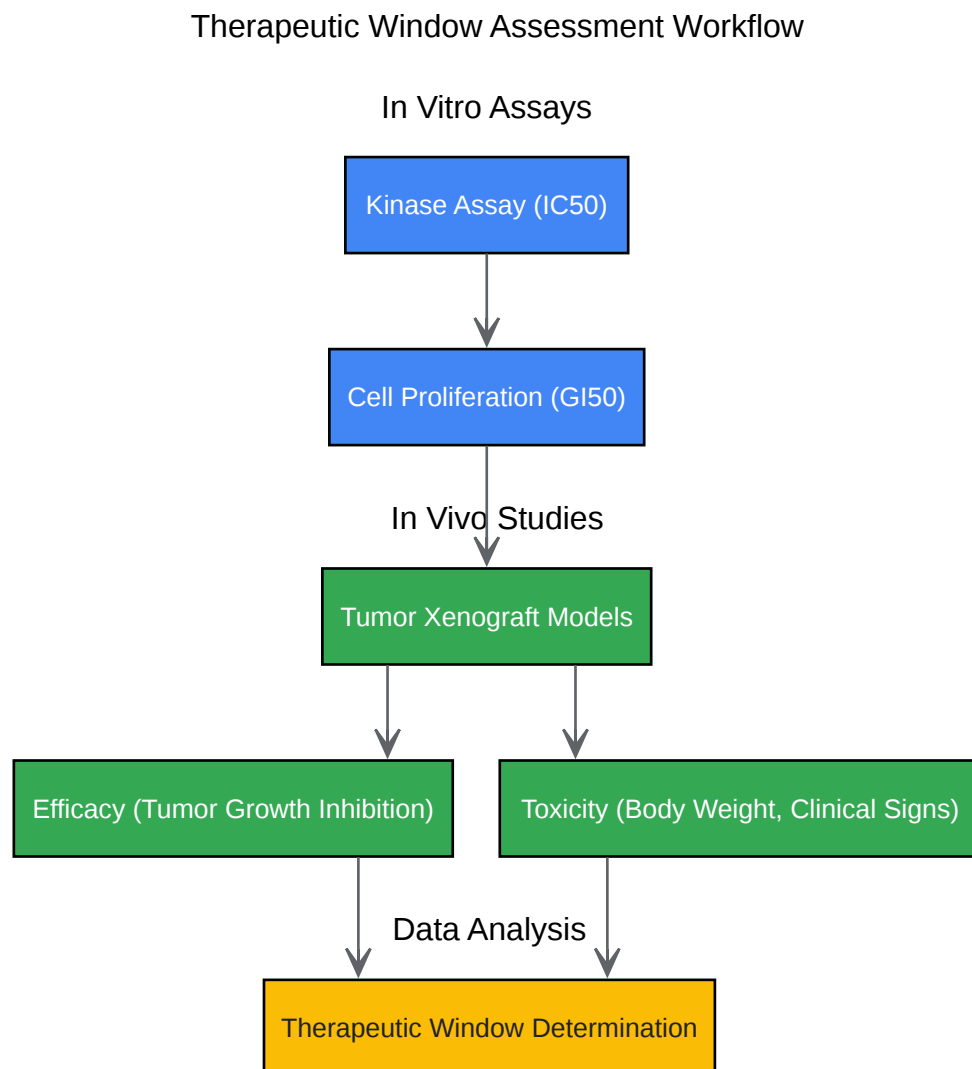 Therapeutic Window Assessment Workflow
In Vitro Assays
Kinase Assay (IC50)
Cell Proliferation (GI50)
In Vivo Studies
Tumor Xenograft Models
Efficacy (Tumor Growth Inhibition)
Toxicity (Body Weight, Clinical Signs)
Data Analysis
Therapeutic Window Determination